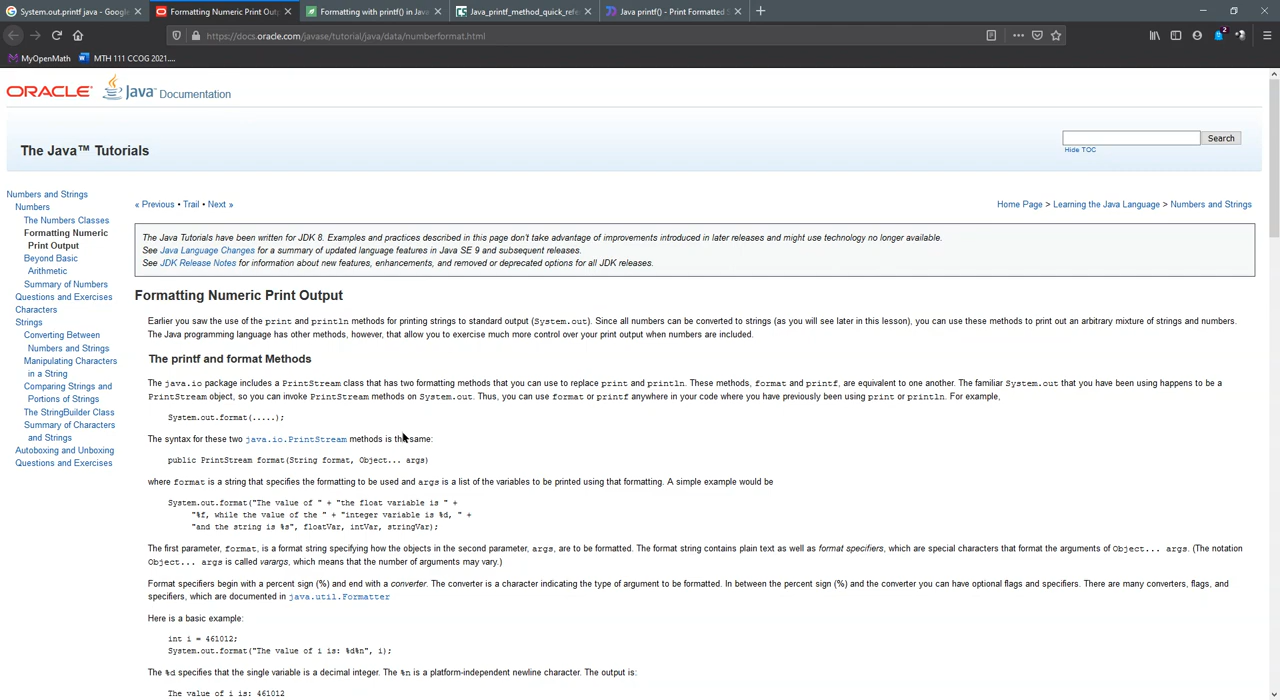 System.out.printf java - Googl
Formatting Numeric Print Outp
Formatting with printf() in Java
Java_printf_method_quick_refe
Java printf() - Print Formatted S
https://docs.oracle.com/javase/tutorial/java/data/numberformat.html
2
MyOpenMath
MTH 111 CCOG 2021....
ORACLE
Java Documentation
The Java™ Tutorials
Search
Hide TOC
Numbers and Strings
Numbers
The Numbers Classes
Formatting Numeric
Print Output
Beyond Basic
Arithmetic
Summary of Numbers
Questions and Exercises
Characters
Strings
Converting Between
Numbers and Strings
Manipulating Characters
in a String
Comparing Strings and
Portions of Strings
The StringBuilder Class
Summary of Characters
and Strings
Autoboxing and Unboxing
Questions and Exercises
« Previous • Trail • Next »
Home Page > Learning the Java Language > Numbers and Strings
The Java Tutorials have been written for JDK 8. Examples and practices described in this page don't take advantage of improvements introduced in later releases and might use technology no longer available.
See Java Language Changes for a summary of updated language features in Java SE 9 and subsequent releases.
See JDK Release Notes for information about new features, enhancements, and removed or deprecated options for all JDK releases.
Formatting Numeric Print Output
Earlier you saw the use of the print and println methods for printing strings to standard output (System.out). Since all numbers can be converted to strings (as you will see later in this lesson), you can use these methods to print out an arbitrary mixture of strings and numbers.
The Java programming language has other methods, however, that allow you to exercise much more control over your print output when numbers are included.
The printf and format Methods
The java.io package includes a PrintStream class that has two formatting methods that you can use to replace print and println. These methods, format and printf, are equivalent to one another. The familiar System.out that you have been using happens to be a
PrintStream object, so you can invoke PrintStream methods on System.out. Thus, you can use format or printf anywhere in your code where you have previously been using print or println. For example,
System.out.format(.....);
The syntax for these two java.io.PrintStream methods is the same:
public PrintStream format(String format, Object... args)
where format is a string that specifies the formatting to be used and args is a list of the variables to be printed using that formatting. A simple example would be
System.out.format("The value of " + "the float variable is " +
"%f, while the value of the " + "integer variable is %d, " +
"and the string is %s", floatVar, intVar, stringVar);
The first parameter, format, is a format string specifying how the objects in the second parameter, args, are to be formatted. The format string contains plain text as well as format specifiers, which are special characters that format the arguments of Object... args. (The notation
Object... args is called varargs, which means that the number of arguments may vary.)
Format specifiers begin with a percent sign (%) and end with a converter. The converter is a character indicating the type of argument to be formatted. In between the percent sign (%) and the converter you can have optional flags and specifiers. There are many converters, flags, and
specifiers, which are documented in java.util.Formatter
Here is a basic example:
int i = 461012;
System.out.format("The value of i is: %d%n", i);
The %d specifies that the single variable is a decimal integer. The %n is a platform-independent newline character. The output is:
The value of i is: 461012